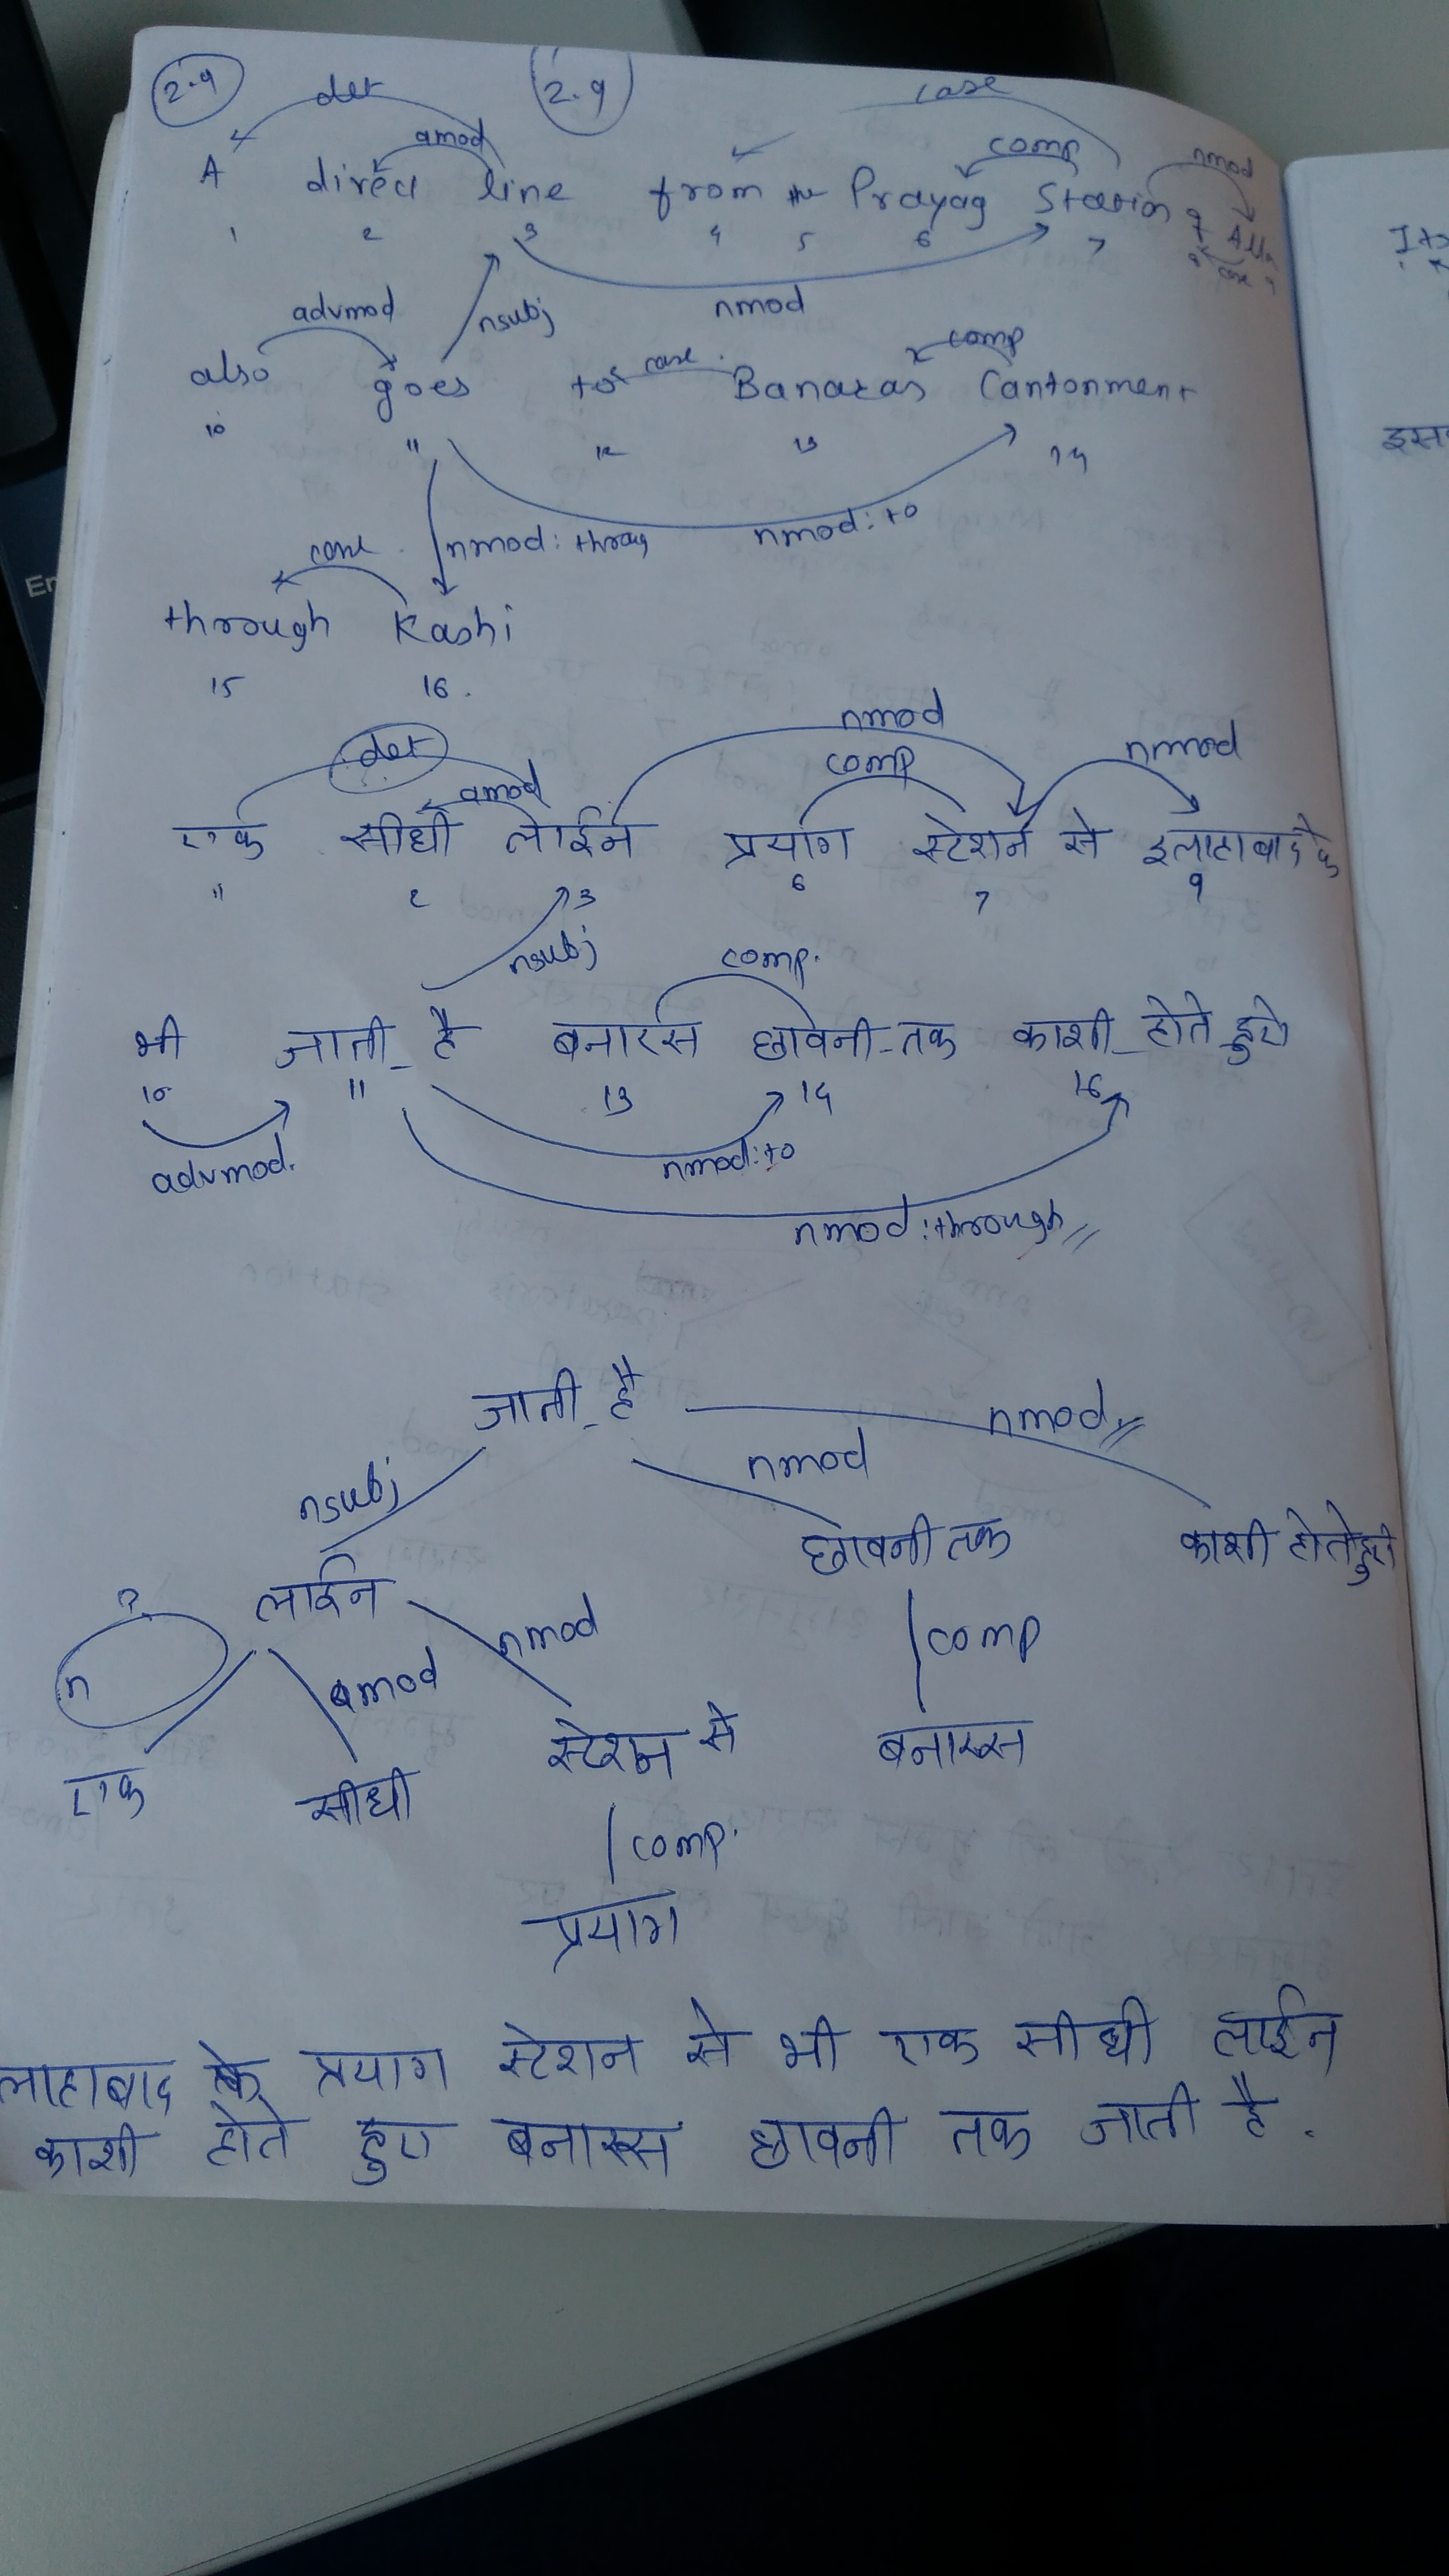 2.9 det 2.9 case
amod comp nmod
A direct line from the Prayag Station of
1 2 3 4 5 6 7 8 9
case
advmod nsubj nmod
case comp
also goes to Banaras Cantonment
10 11 12 13 14
case nmod: throug nmod: to
through Kashi
15 16.
nmod
det comp nmod
amod
एक सीधी लाईन प्रयाग स्टेशन से इलाहाबाद के
11 2 3 6 7 9
nsubj comp.
भी जाती_है बनारस छावनी_तक काशी_होते_हुए
10 11 13 14 16
advmod. nmod:to
nmod:through
जाती_है nmod
nsubj nmod
छावनी तक काशी होते हुए
? लाईन
n amod nmod comp
स्टेशन से बनारस
एक सीधी
comp.
प्रयाग
लाहाबाद के प्रयाग स्टेशन से भी एक सीधी लाईन
काशी होते हुए बनारस छावनी तक जाती है.
इस